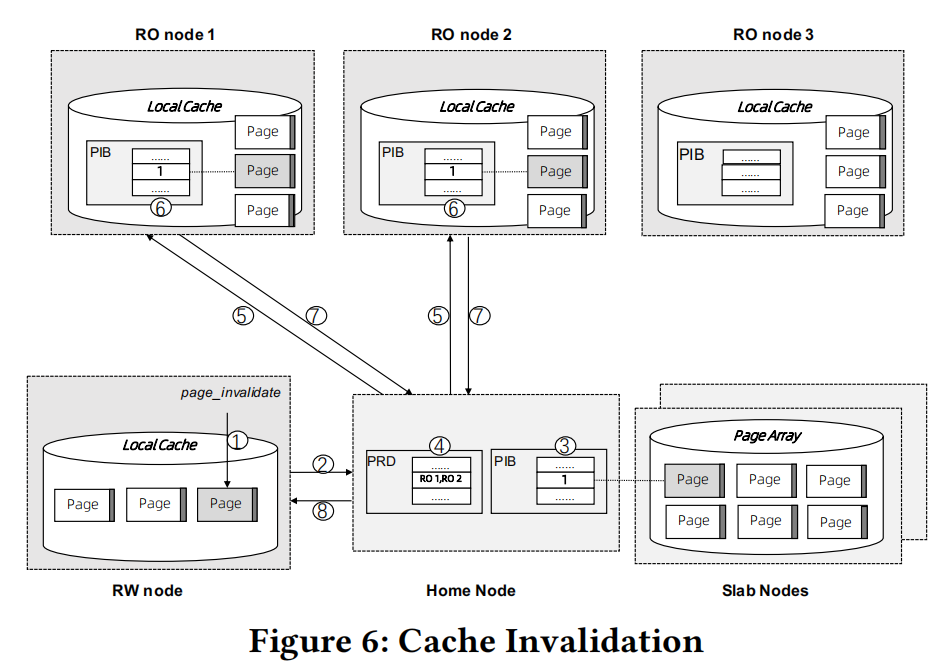 RO node 1
RO node 2
RO node 3
Local Cache
Local Cache
Local Cache
Page
Page
Page
PIB
......
1
......
⑥
Page
Page
Page
PIB
......
1
......
⑥
Page
Page
Page
PIB
......
......
......
⑤
⑦
⑤
⑦
page_invalidate
①
Local Cache
Page
Page
Page
②
⑧
④
PRD
......
RO 1,RO 2
......
③
PIB
......
1
......
Page Array
Page
Page
Page
Page
Page
Page
RW node
Home Node
Slab Nodes
Figure 6: Cache Invalidation